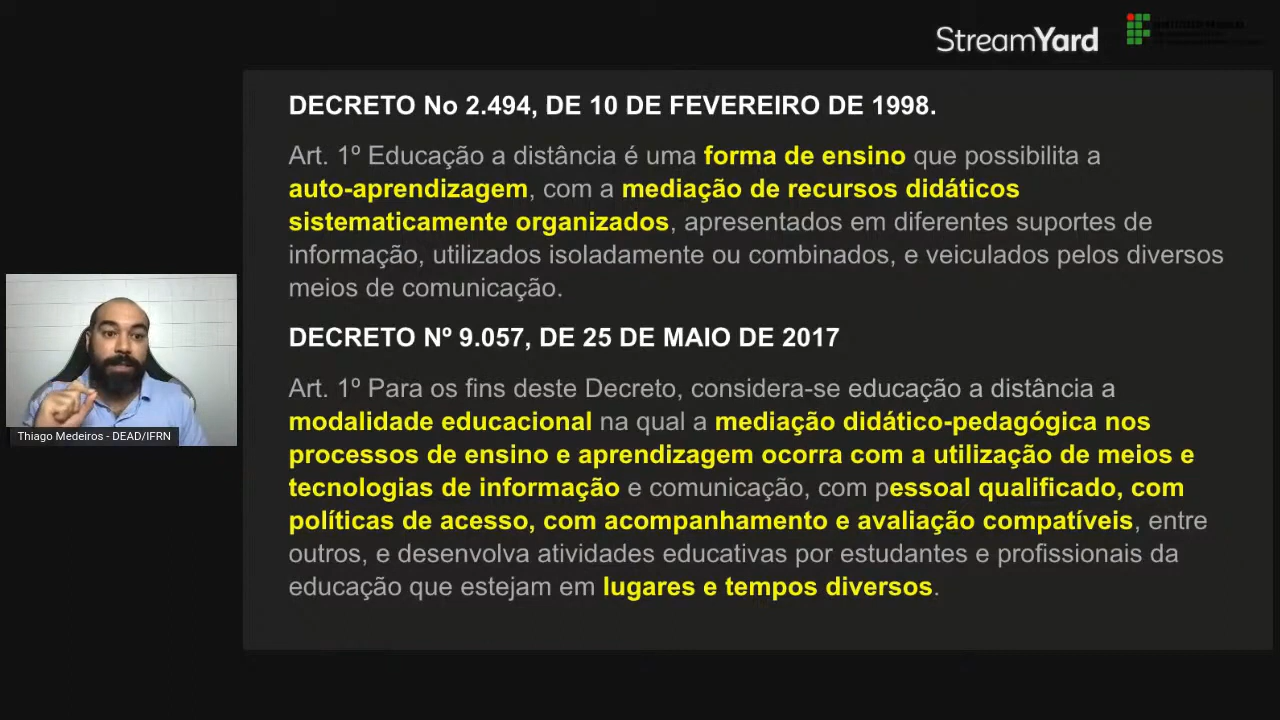 StreamYard
DECRETO No 2.494, DE 10 DE FEVEREIRO DE 1998.
Art. 1º Educação a distância é uma forma de ensino que possibilita a
auto-aprendizagem, com a mediação de recursos didáticos
sistematicamente organizados, apresentados em diferentes suportes de
informação, utilizados isoladamente ou combinados, e veiculados pelos diversos
meios de comunicação.
DECRETO Nº 9.057, DE 25 DE MAIO DE 2017
Art. 1º Para os fins deste Decreto, considera-se educação a distância a
modalidade educacional na qual a mediação didático-pedagógica nos
processos de ensino e aprendizagem ocorra com a utilização de meios e
tecnologias de informação e comunicação, com pessoal qualificado, com
políticas de acesso, com acompanhamento e avaliação compatíveis, entre
outros, e desenvolva atividades educativas por estudantes e profissionais da
educação que estejam em lugares e tempos diversos.
Thiago Medeiros - DEAD/IFRN